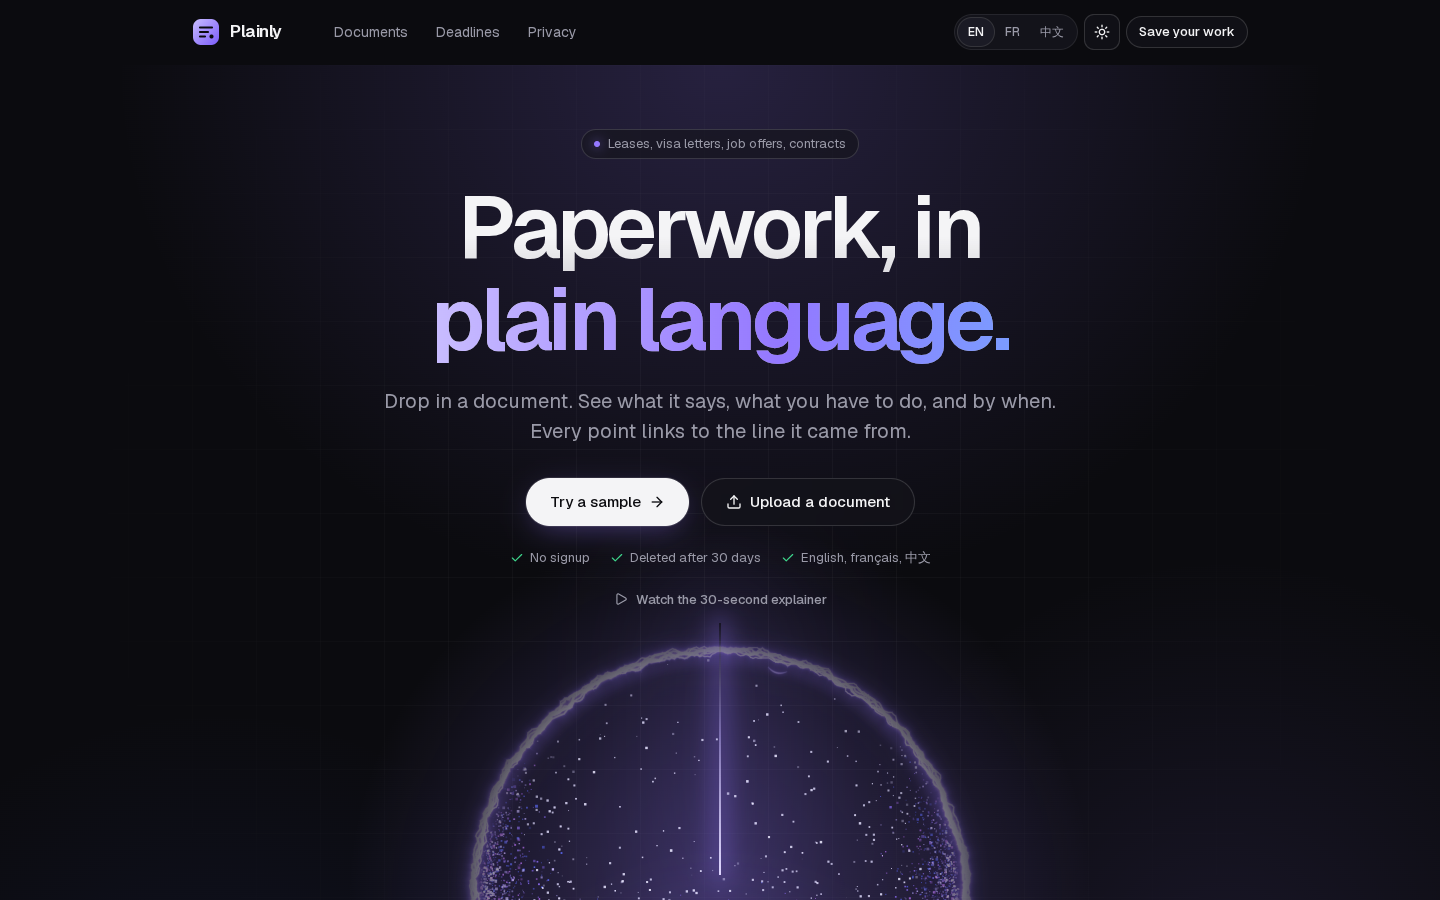 Plainly
Documents
Deadlines
Privacy
EN
FR
中文
Save your work
Leases, visa letters, job offers, contracts
Paperwork, in
plain language.
Drop in a document. See what it says, what you have to do, and by when.
Every point links to the line it came from.
Try a sample
Upload a document
No signup
Deleted after 30 days
English, français, 中文
Watch the 30-second explainer